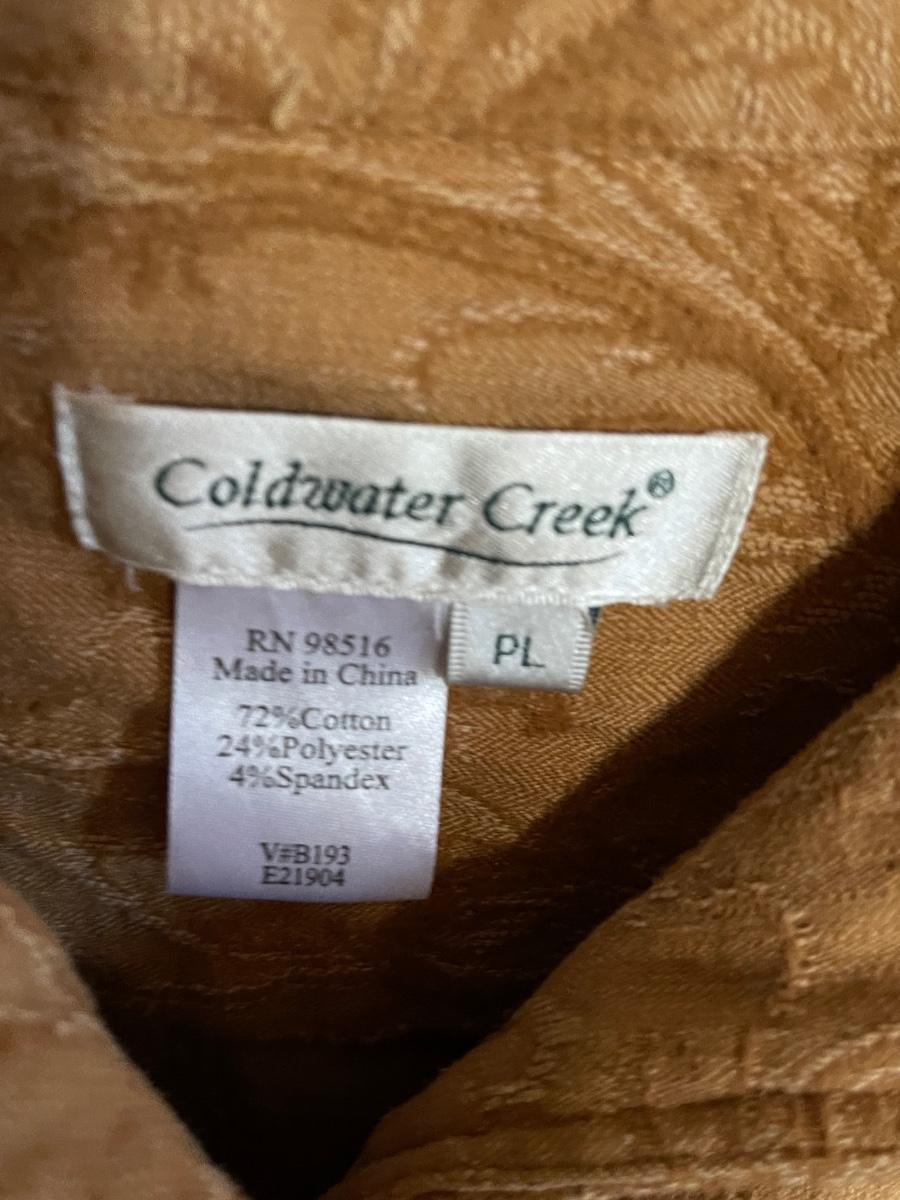 Coldwater Creek®
RN 98516
Made in China
72%Cotton
24%Polyester
4%Spandex
V#B193
E21904
PL